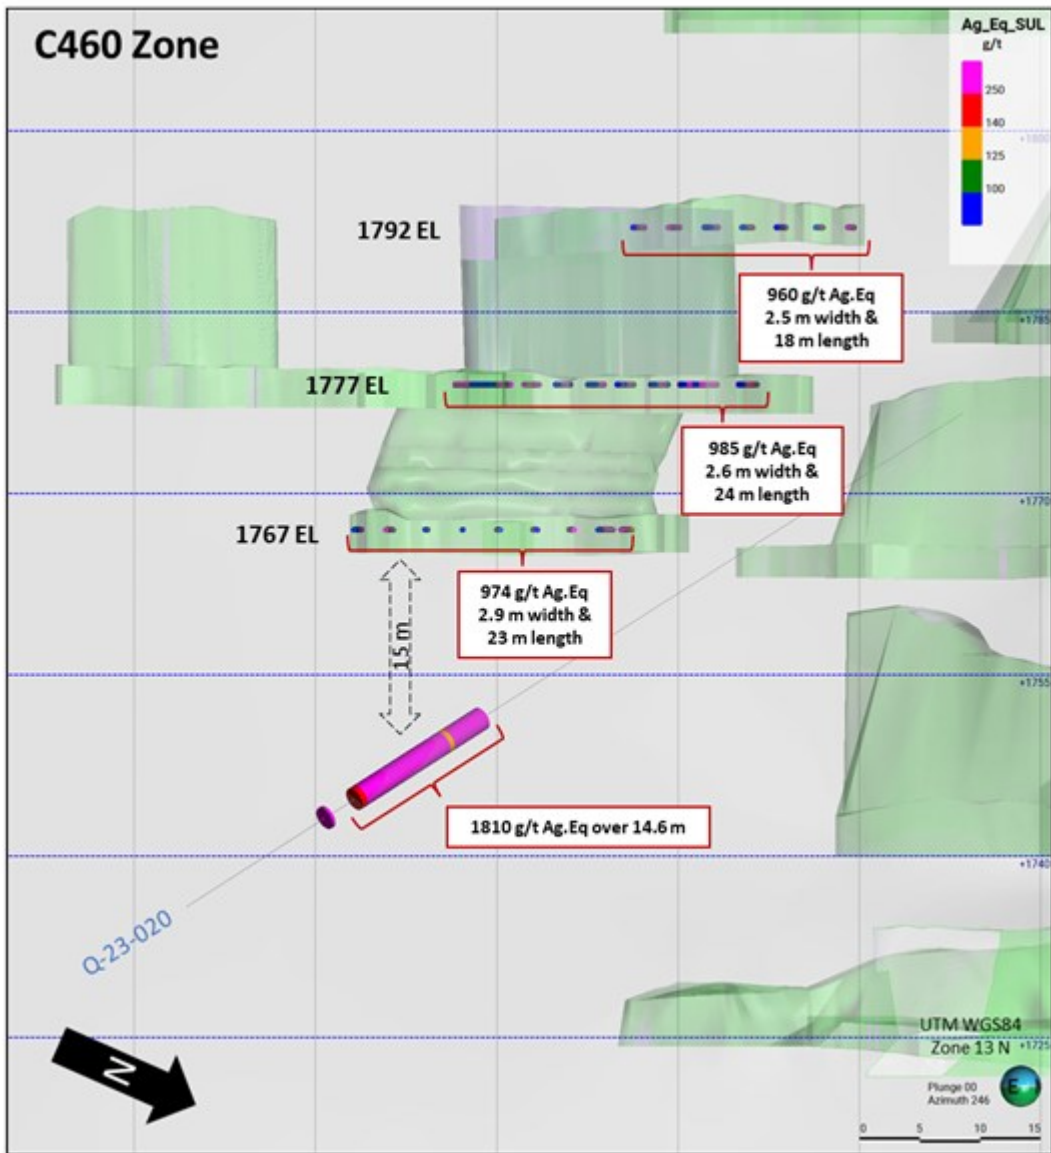 C460 Zone
Ag_Eq_SUL
g/t
250
140
125
100
+1800
1792 EL
960 g/t Ag.Eq
2.5 m width &
18 m length
+1785
1777 EL
985 g/t Ag.Eq
2.6 m width &
24 m length
+1770
1767 EL
974 g/t Ag.Eq
2.9 m width &
23 m length
15 m
+1755
1810 g/t Ag.Eq over 14.6 m
+1740
Q-23-020
N
UTM WGS84
Zone 13 N
+1725
Plunge 00
Azimuth 246
E
0 5 10 15